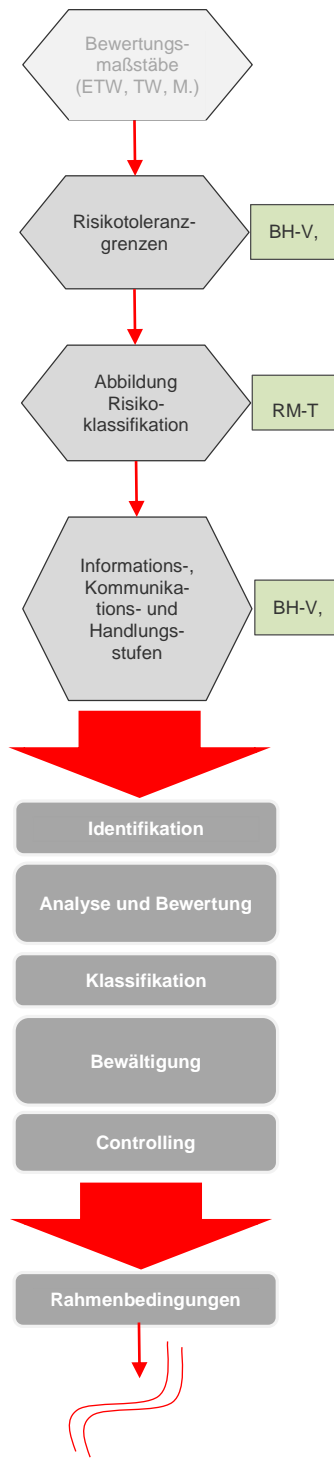 Bewertungs-
maßstäbe
(ETW, TW, M.)
Risikotoleranz-
grenzen
BH-V,
Abbildung
Risiko-
klassifikation
RM-T
Informations-,
Kommunika-
tions- und
Handlungs-
stufen
BH-V,
Identifikation
Analyse und Bewertung
Klassifikation
Bewältigung
Controlling
Rahmenbedingungen